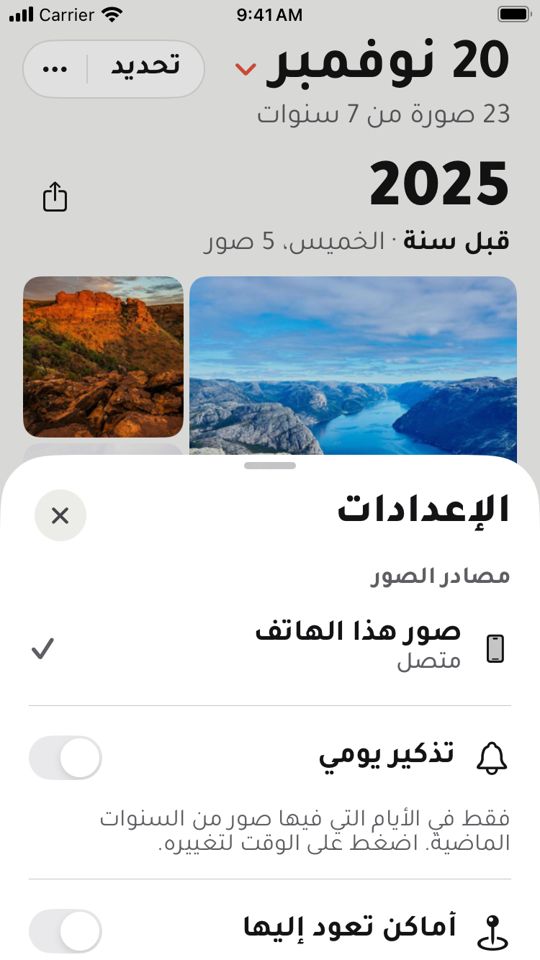 Carrier 9:41 AM
20 نوفمبر
تحديد
23 صورة من 7 سنوات
2025
قبل سنة · الخميس، 5 صور
الإعدادات
مصادر الصور
صور هذا الهاتف
متصل
تذكير يومي
فقط في الأيام التي فيها صور من السنوات
الماضية. اضغط على الوقت لتغييره.
أماكن تعود إليها